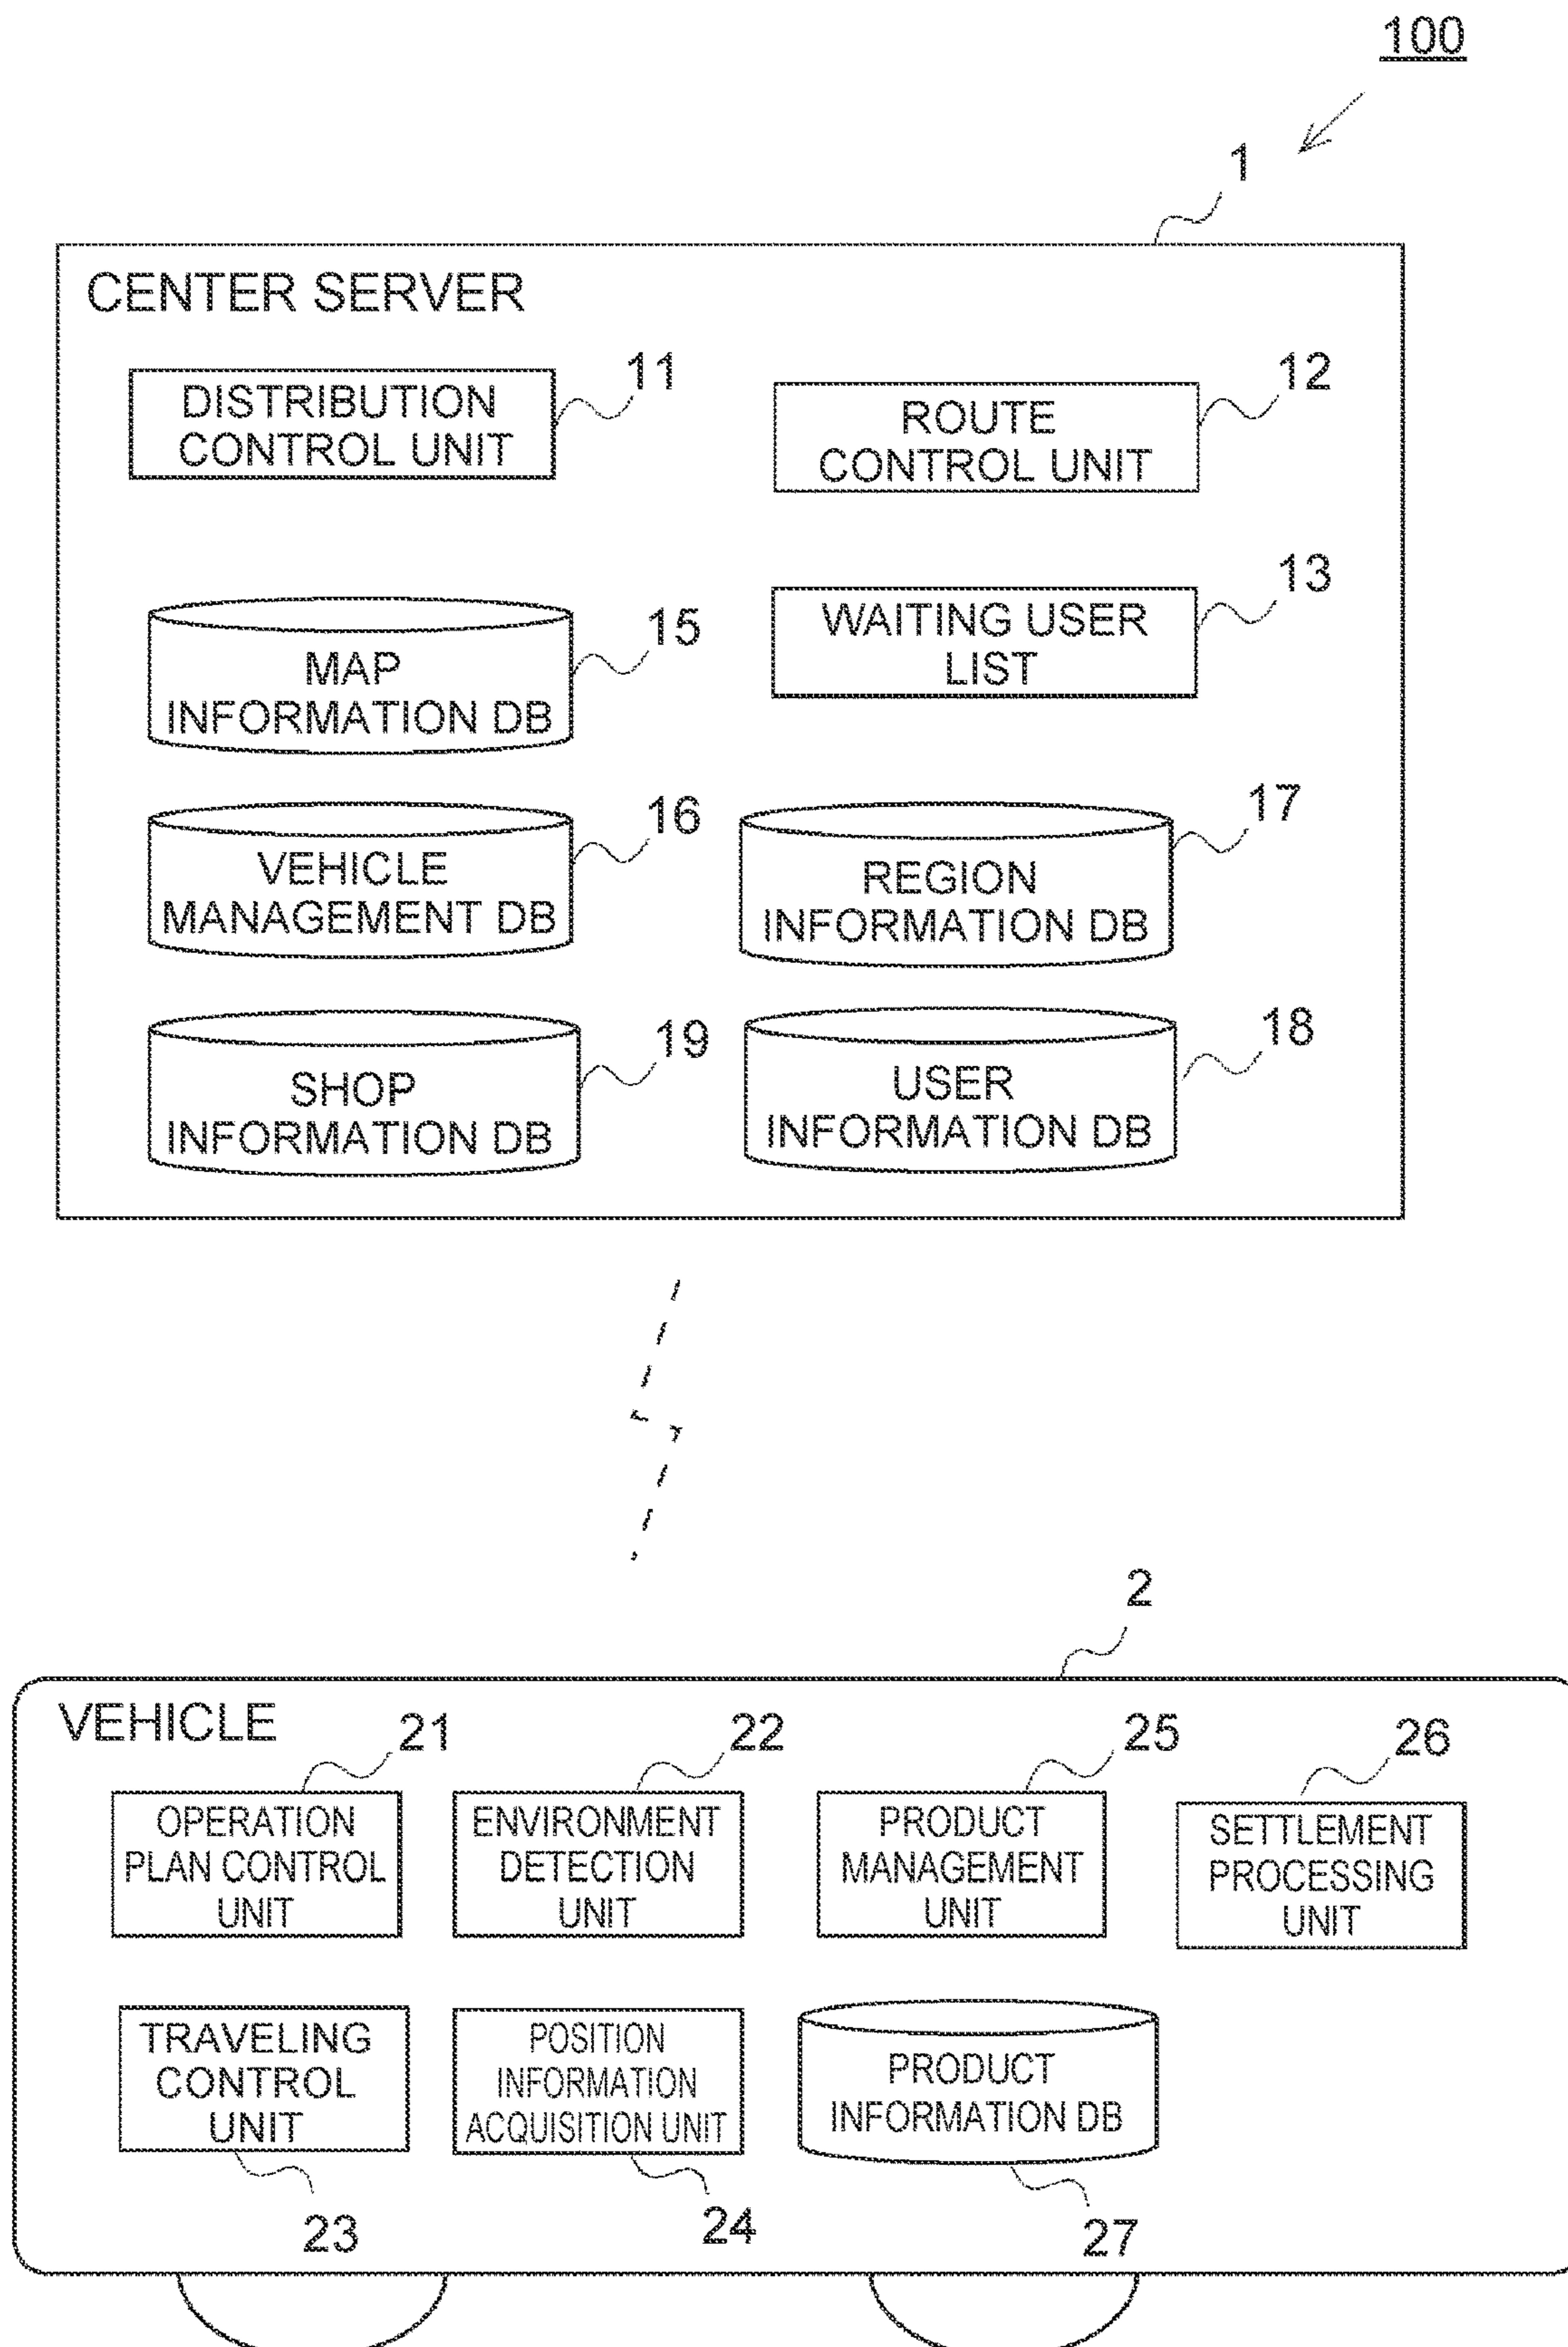 100
1
CENTER SERVER
11
DISTRIBUTION
CONTROL UNIT
12
ROUTE
CONTROL UNIT
13
WAITING USER
LIST
15
MAP
INFORMATION DB
16
VEHICLE
MANAGEMENT DB
17
REGION
INFORMATION DB
19
SHOP
INFORMATION DB
18
USER
INFORMATION DB
2
VEHICLE
21
OPERATION
PLAN CONTROL
UNIT
22
ENVIRONMENT
DETECTION
UNIT
25
PRODUCT
MANAGEMENT
UNIT
26
SETTLEMENT
PROCESSING
UNIT
TRAVELING
CONTROL
UNIT
23
POSITION
INFORMATION
ACQUISITION UNIT
24
PRODUCT
INFORMATION DB
27